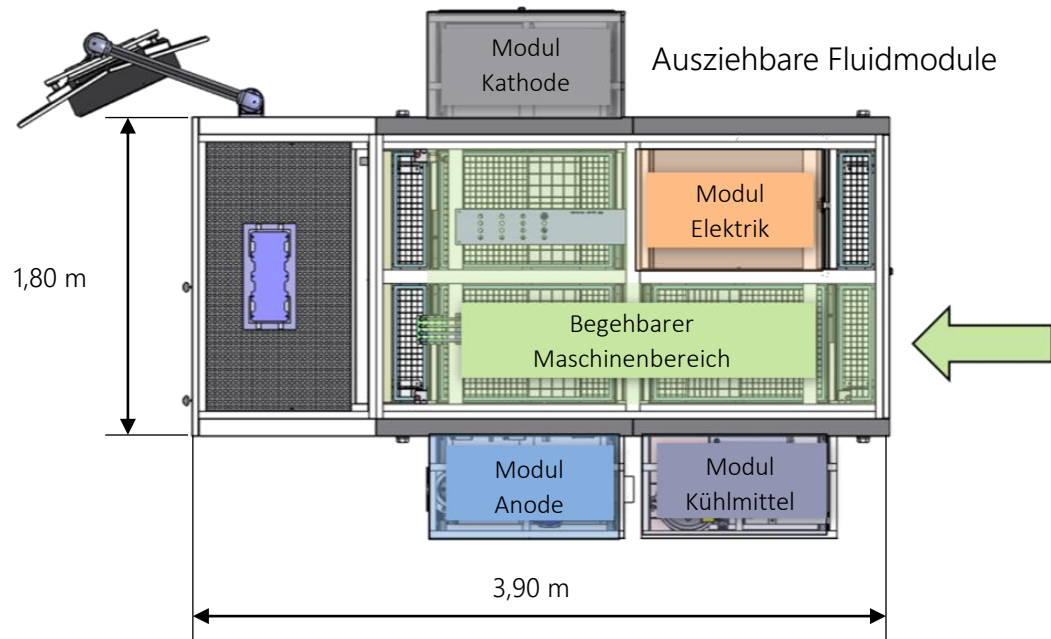 Modul
Kathode
Ausziehbare Fluidmodule
Modul
Elektrik
1,80 m
Begehbarer
Maschinenbereich
Modul
Anode
Modul
Kühlmittel
3,90 m